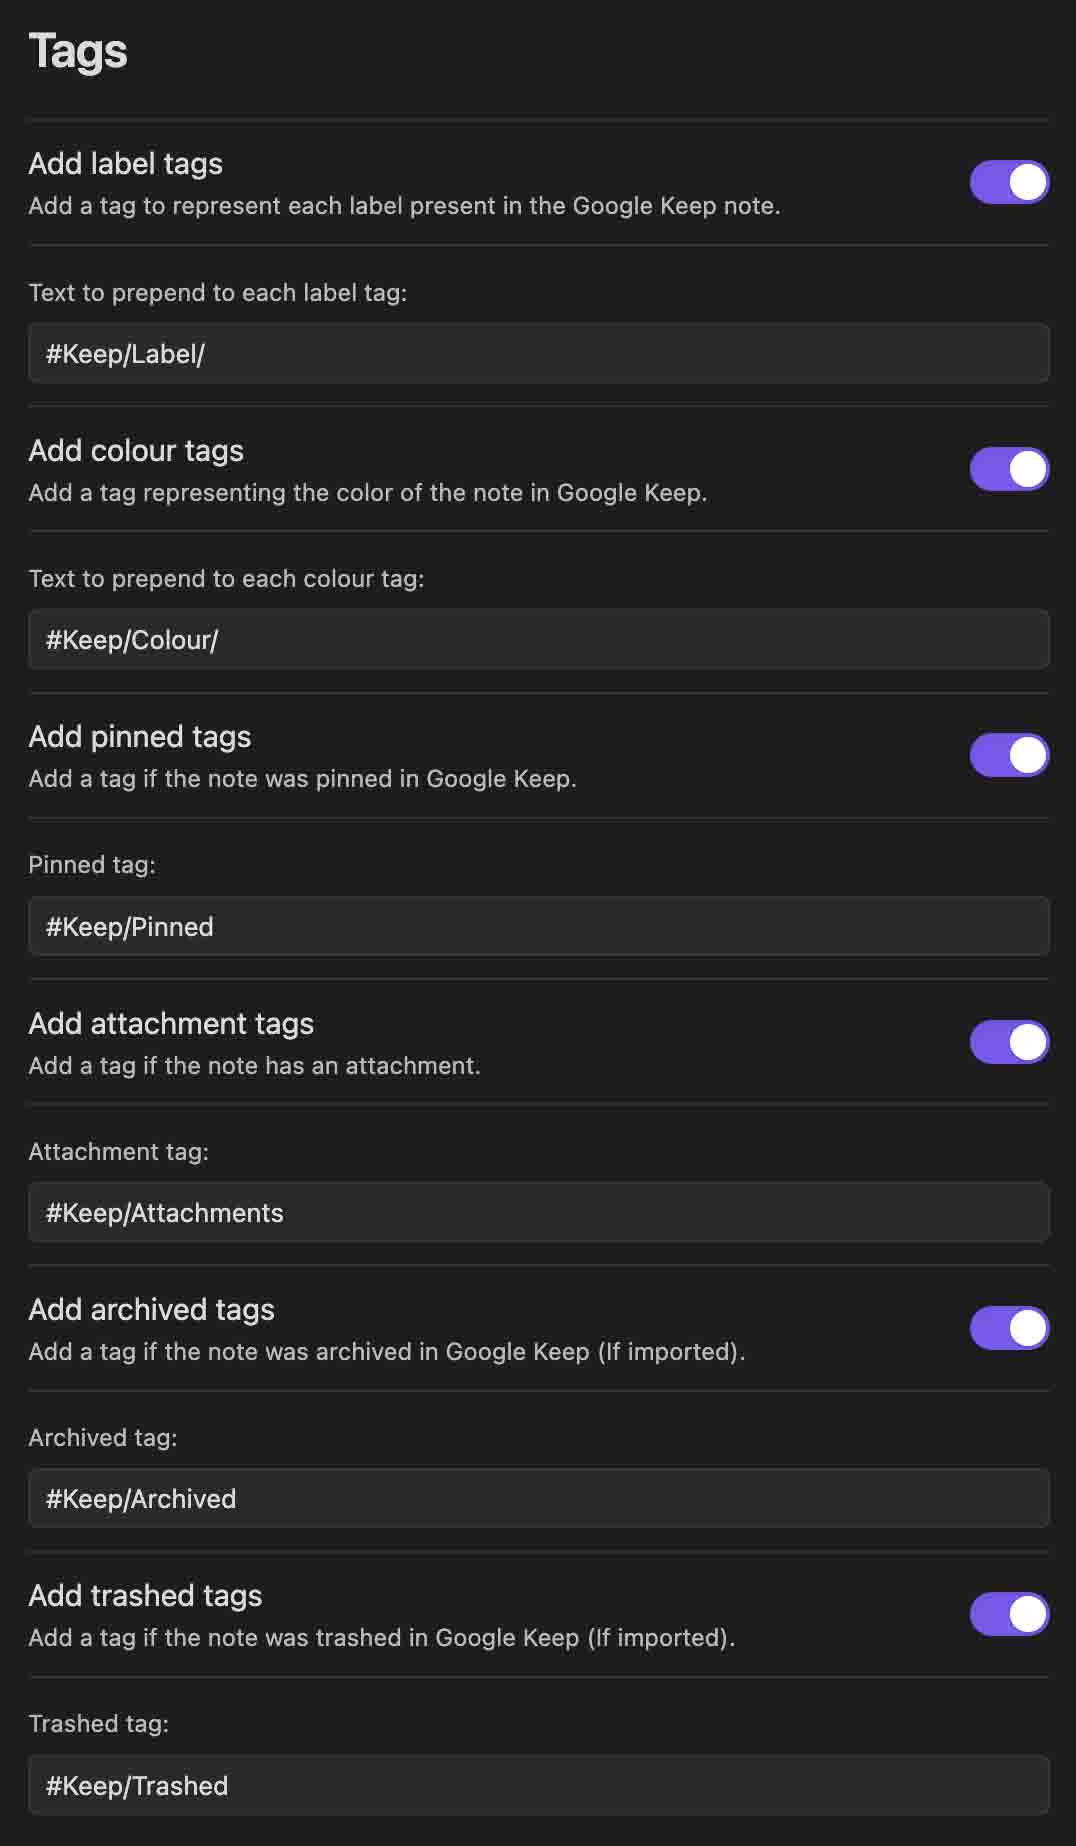 Tags
Add label tags
Add a tag to represent each label present in the Google Keep note.
Text to prepend to each label tag:
#Keep/Label/
Add colour tags
Add a tag representing the color of the note in Google Keep.
Text to prepend to each colour tag:
#Keep/Colour/
Add pinned tags
Add a tag if the note was pinned in Google Keep.
Pinned tag:
#Keep/Pinned
Add attachment tags
Add a tag if the note has an attachment.
Attachment tag:
#Keep/Attachments
Add archived tags
Add a tag if the note was archived in Google Keep (If imported).
Archived tag:
#Keep/Archived
Add trashed tags
Add a tag if the note was trashed in Google Keep (If imported).
Trashed tag:
#Keep/Trashed